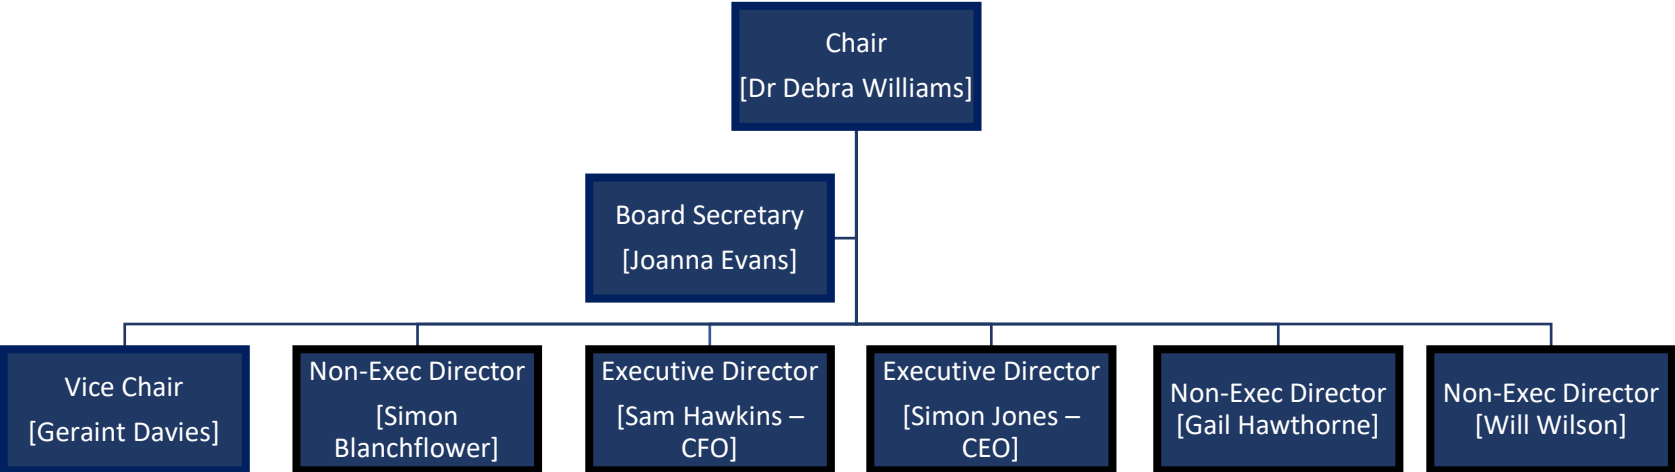 Chair
[Dr Debra Williams]
Board Secretary
[Joanna Evans]
Vice Chair
[Geraint Davies]
Non-Exec Director
[Simon
Blanchflower]
Executive Director
[Sam Hawkins –
CFO]
Executive Director
[Simon Jones –
CEO]
Non-Exec Director
[Gail Hawthorne]
Non-Exec Director
[Will Wilson]